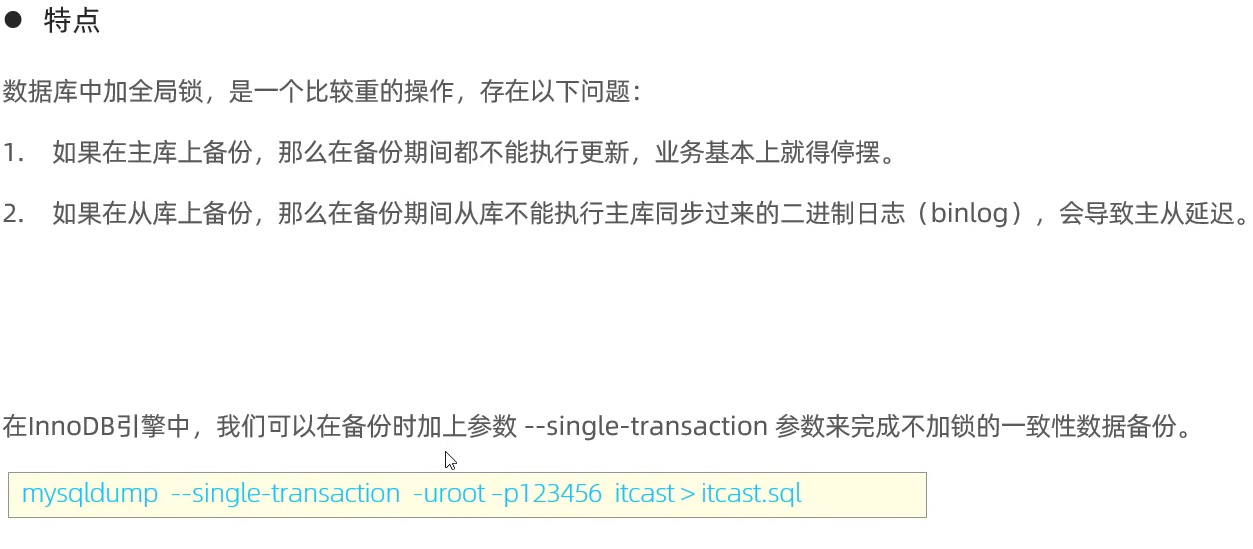 ● 特点
数据库中加全局锁，是一个比较重的操作，存在以下问题：
1. 如果在主库上备份，那么在备份期间都不能执行更新，业务基本上就得停摆。
2. 如果在从库上备份，那么在备份期间从库不能执行主库同步过来的二进制日志（binlog），会导致主从延迟。
在InnoDB引擎中，我们可以在备份时加上参数 --single-transaction 参数来完成不加锁的一致性数据备份。
mysqldump --single-transaction -uroot –p123456 itcast > itcast.sql